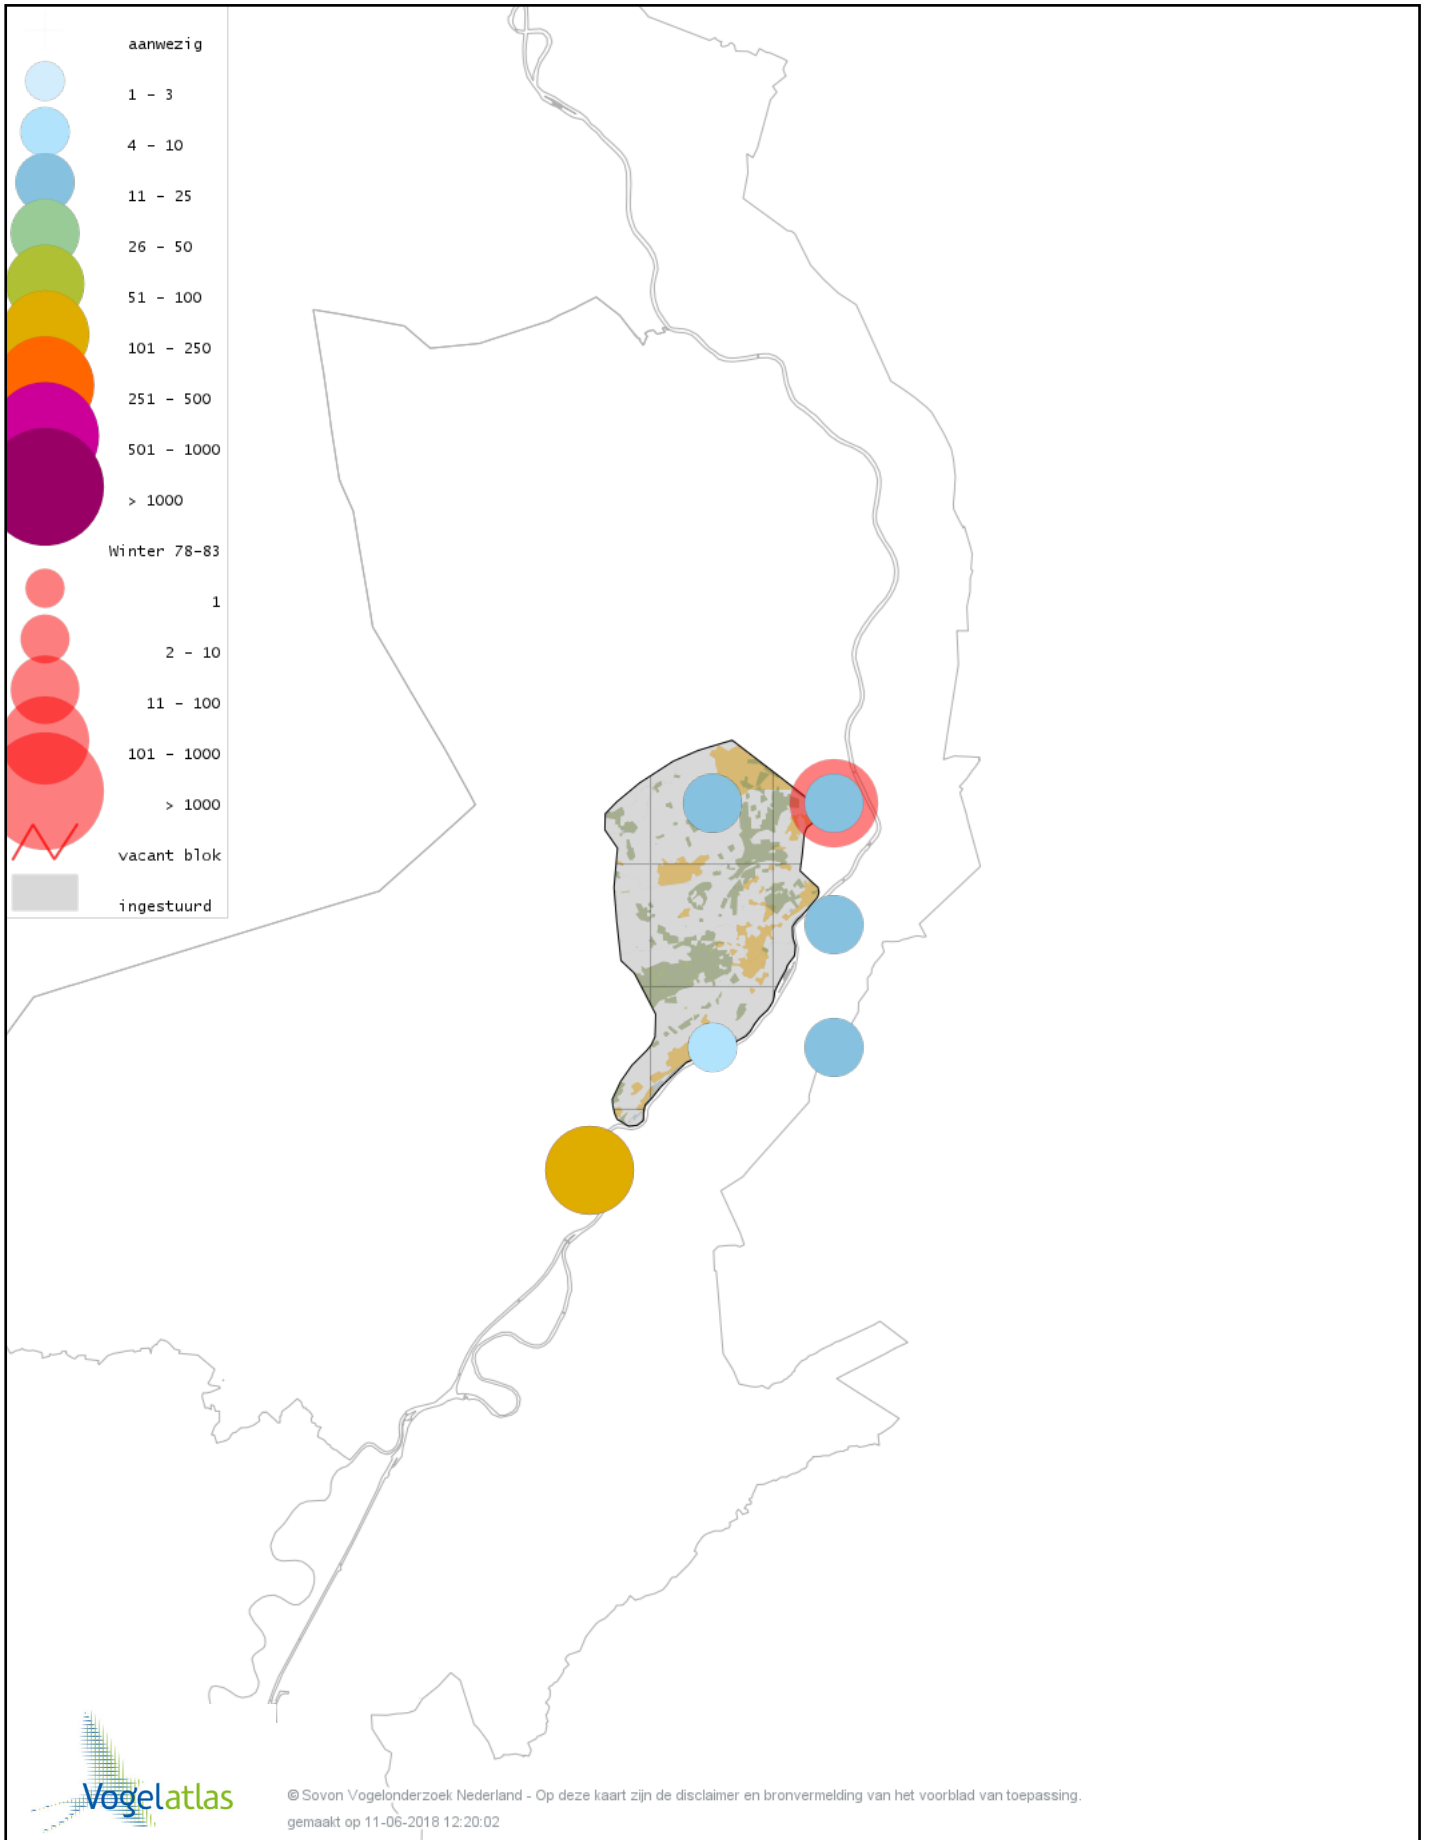 aanwezig
1 - 3
4 - 10
11 - 25
26 - 50
51 - 100
101 - 250
251 - 500
501 - 1000
> 1000
Winter 78-83
1
2 - 10
11 - 100
101 - 1000
> 1000
vacant blok
ingestuurd
Vogelatlas
© Sovon Vogelonderzoek Nederland - Op deze kaart zijn de disclaimer en bronvermelding van het voorblad van toepassing.
gemaakt op 11-06-2018 12:20:02